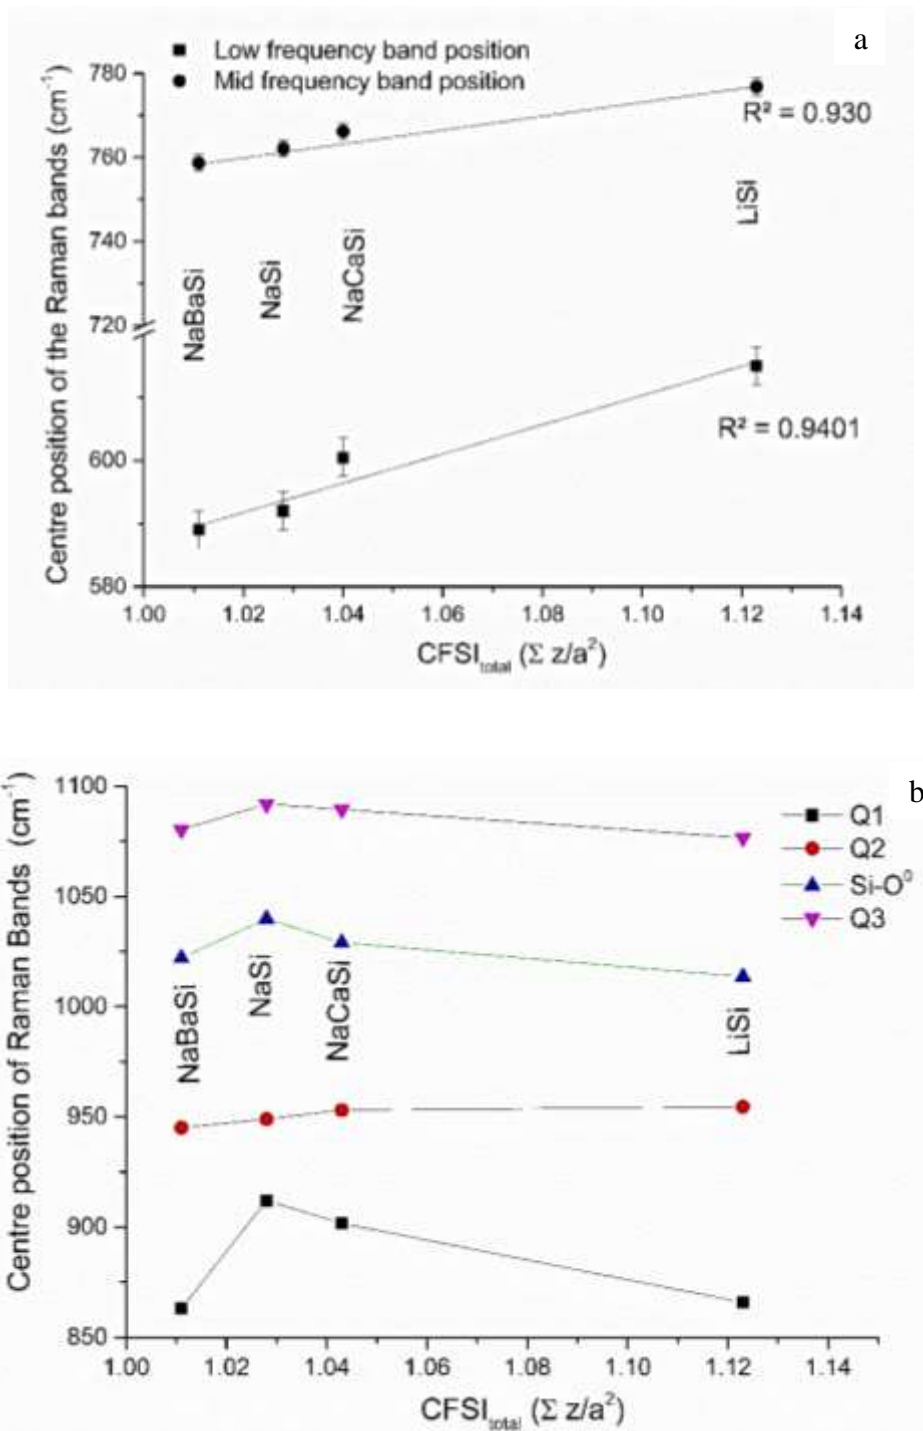 a
Low frequency band position
Mid frequency band position
Centre position of the Raman bands (cm⁻¹)
780
760
740
720
600
580
R² = 0.930
R² = 0.9401
NaBaSi
NaSi
NaCaSi
LiSi
1.00 1.02 1.04 1.06 1.08 1.10 1.12 1.14
CFSI_total (Σ z/a²)
b
Centre position of Raman Bands (cm⁻¹)
1100
1050
1000
950
900
850
Q1
Q2
Si-O⁰
Q3
NaBaSi
NaSi
NaCaSi
LiSi
1.00 1.02 1.04 1.06 1.08 1.10 1.12 1.14
CFSI_total (Σ z/a²)